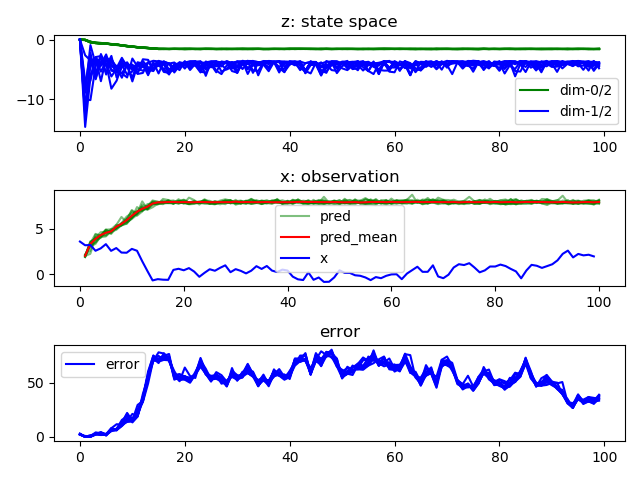 z: state space
0
−10
dim-0/2
dim-1/2
0 20 40 60 80 100
x: observation
5
0
pred
pred_mean
x
0 20 40 60 80 100
error
50
0
error
0 20 40 60 80 100